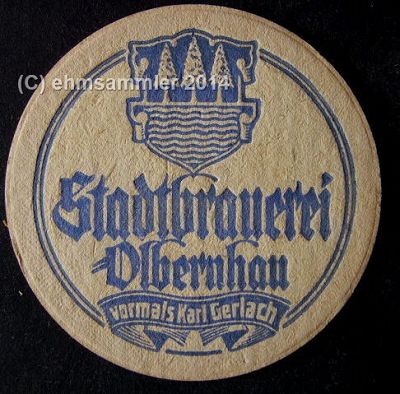 (C) ehmsammler 2014
Stadtbrauerei
Olbernhau
vormals Karl Gerlach